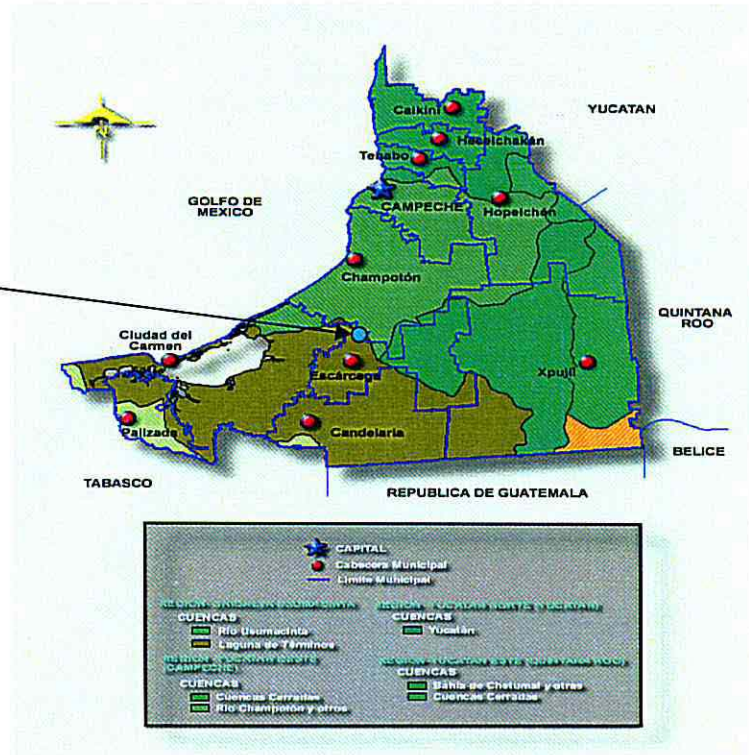 YUCATAN
Calkiní
Hecelchakán
Tenabo
GOLFO DE
MEXICO
CAMPECHE
Hopelchén
Champotón
QUINTANA
ROO
Ciudad del
Carmen
Escárcega
Xpujil
Palizada
Candelaria
BELICE
TABASCO
REPUBLICA DE GUATEMALA
CAPITAL
Cabecera Municipal
Límite Municipal
CUENCAS
Río Usumacinta
Laguna de Términos
CUENCAS
Yucatán
(CAMPECHE)
CUENCAS
Cuencas Cerradas
Río Champotón y otros
CUENCAS
Bahía de Chetumal y otras
Cuencas Cerradas